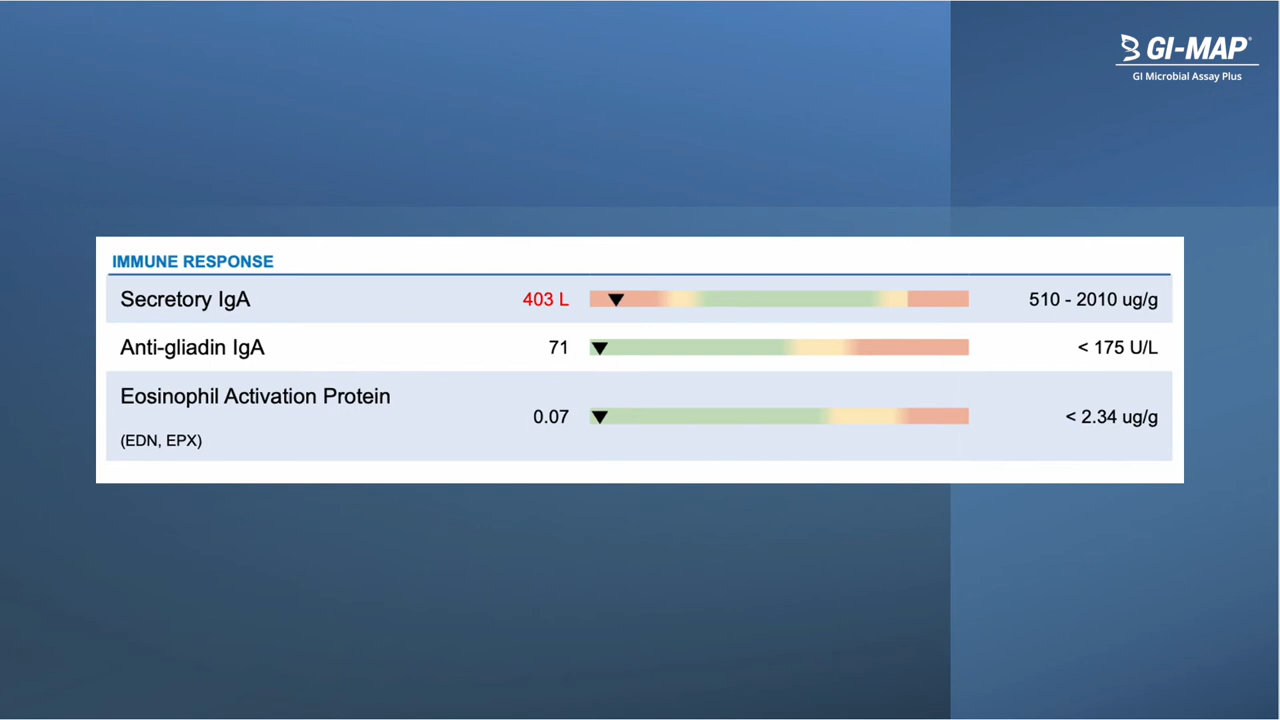 GI-MAP®
GI Microbial Assay Plus
IMMUNE RESPONSE
Secretory IgA 403 L 510 - 2010 ug/g
Anti-gliadin IgA 71 < 175 U/L
Eosinophil Activation Protein
(EDN, EPX) 0.07 < 2.34 ug/g